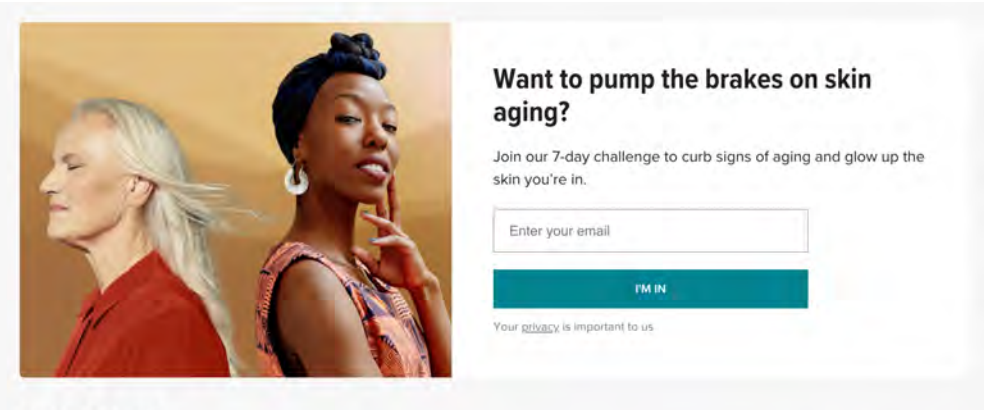 Want to pump the brakes on skin
aging?
Join our 7-day challenge to curb signs of aging and glow up the
skin you're in.
Enter your email
I'M IN
Your privacy is important to us